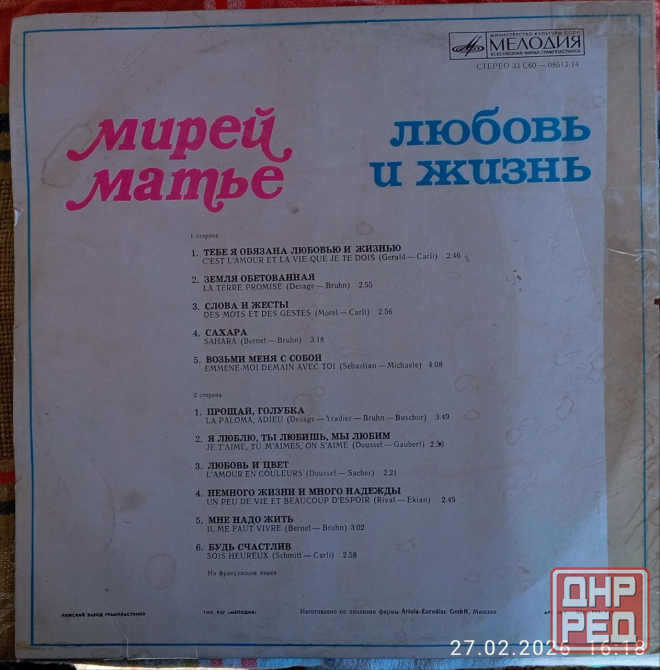 МИНИСТЕРСТВО КУЛЬТУРЫ СССР
МЕЛОДИЯ
ВСЕСОЮЗНАЯ ФИРМА ГРАМПЛАСТИНОК
СТЕРЕО 33 С60—08613-14
Мирей
Матье
любовь
и жизнь
1 сторона
1. ТЕБЕ Я ОБЯЗАНА ЛЮБОВЬЮ И ЖИЗНЬЮ
C'EST L'AMOUR ET LA VIE QUE JE TE DOIS (Gerald—Carli) 2.46
2. ЗЕМЛЯ ОБЕТОВАННАЯ
LA TERRE PROMISE (Desage—Bruhn) 2.55
3. СЛОВА И ЖЕСТЫ
DES MOTS ET DES GESTES (Morel—Carli) 2.56
4. САХАРА
SAHARA (Bernet—Bruhn) 3.18
5. ВОЗЬМИ МЕНЯ С СОБОЙ
EMMENE-MOI DEMAIN AVEC TOI (Sebastian—Michaele) 4.08
2 сторона
1. ПРОЩАЙ, ГОЛУБКА
LA PALOMA, ADIEU (Desage—Yradier—Bruhn—Buschor) 3.49
2. Я ЛЮБЛЮ, ТЫ ЛЮБИШЬ, МЫ ЛЮБИМ
JE T'AIME, TU M'AIMES, ON S'AIME (Dousset—Gaubert) 2.36
3. ЛЮБОВЬ И ЦВЕТ
L'AMOUR EN COULEURS (Dousset—Sacher) 2.21
4. НЕМНОГО ЖИЗНИ И МНОГО НАДЕЖДЫ
UN PEU DE VIE ET BEAUCOUP D'ESPOIR (Rivat—Ekian) 2.49
5. МНЕ НАДО ЖИТЬ
IL ME FAUT VIVRE (Bernet—Bruhn) 3.02
6. БУДЬ СЧАСТЛИВ
SOIS HEUREUX (Schmitt—Carli) 2.58
На французском языке
РИЖСКИЙ ЗАВОД ГРАМПЛАСТИНОК
ТИП. РЗГ «МЕЛОДИЯ»
Изготовлено по лицензии фирмы Ariola-Eurodisc GmbH, Мюнхен
ДНР
РЕД
27.02.2026 16:18